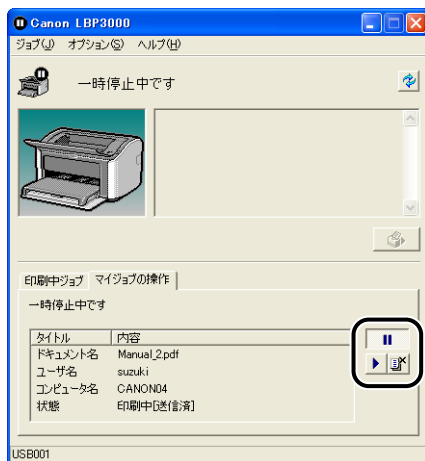 Canon LBP3000
ジョブ(J) オプション(S) ヘルプ(H)
一時停止中です
印刷中ジョブ マイジョブの操作
一時停止中です
タイトル 内容
ドキュメント名 Manual_2.pdf
ユーザ名 suzuki
コンピュータ名 CANON04
状態 印刷中[送信済]
USB001